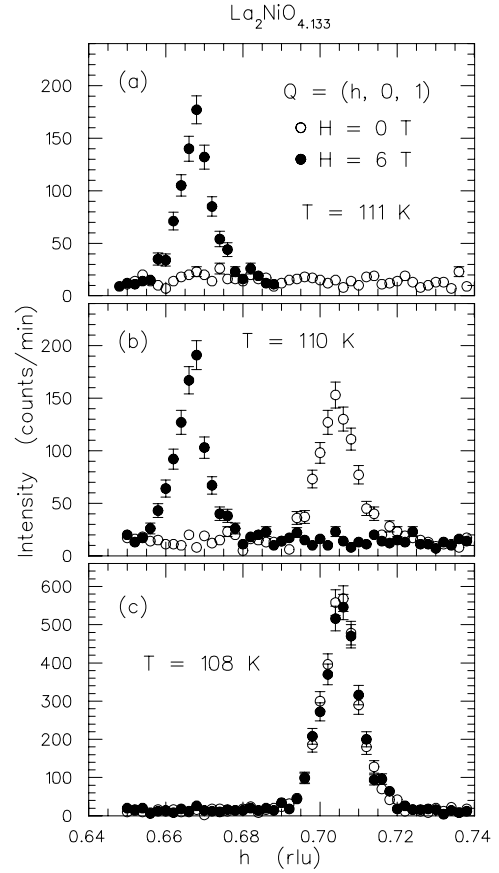 La₂NiO₄.₁₃₃
(a)
Q = (h, 0, 1)
H = 0 T
H = 6 T
T = 111 K
200
150
100
50
0
(b)
T = 110 K
200
150
100
50
0
Intensity (counts/min)
(c)
T = 108 K
600
500
400
300
200
100
0
0.64 0.66 0.68 0.70 0.72 0.74
h (rlu)